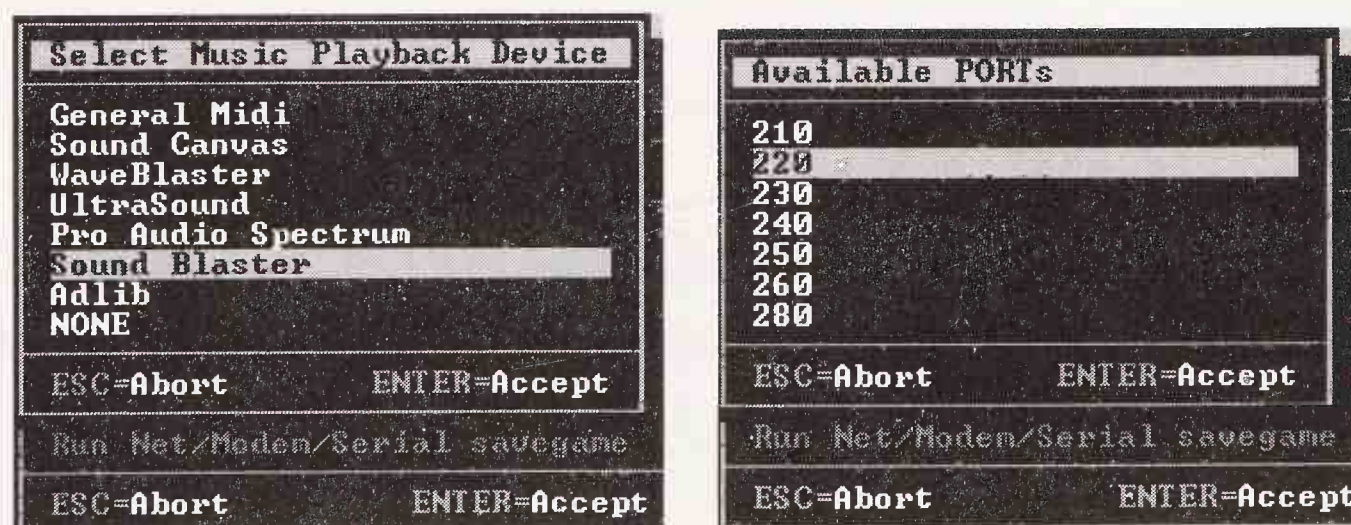 Select Music Playback Device
General Midi
Sound Canvas
WaveBlaster
UltraSound
Pro Audio Spectrum
Sound Blaster
Adlib
NONE
ESC=Abort ENTER=Accept
Run Net/Modem/Serial savegame
ESC=Abort ENTER=Accept
Available PORTs
210
220
230
240
250
260
280
ESC=Abort ENTER=Accept
Run Net/Modem/Serial savegame
ESC=Abort ENTER=Accept